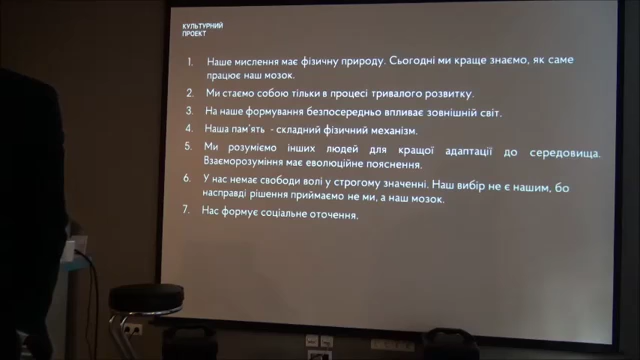 КУЛЬТУРНИЙ
ПРОЕКТ
1. Наше мислення має фізичну природу. Сьогодні ми краще знаємо, як саме
працює наш мозок.
2. Ми стаємо собою тільки в процесі тривалого розвитку.
3. На наше формування безпосередньо впливає зовнішній світ.
4. Наша пам'ять - складний фізичний механізм.
5. Ми розуміємо інших людей для кращої адаптації до середовища.
Взаєморозуміння має еволюційне пояснення.
6. У нас немає свободи волі у строгому значенні. Наш вибір не є нашим, бо
насправді рішення приймаємо не ми, а наш мозок.
7. Нас формує соціальне оточення.